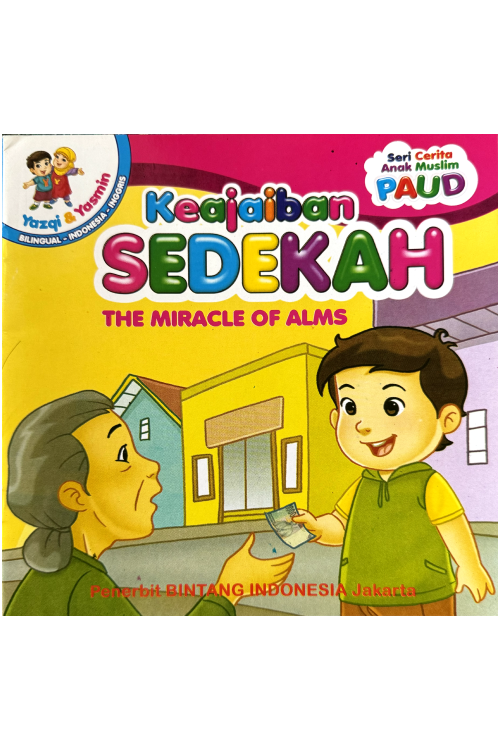 Yazqi & Yasmin
BILINGUAL - INDONESIA - INGGRIS
Seri Cerita
Anak Muslim
PAUD
Keajaiban
SEDEKAH
THE MIRACLE OF ALMS
Penerbit BINTANG INDONESIA Jakarta